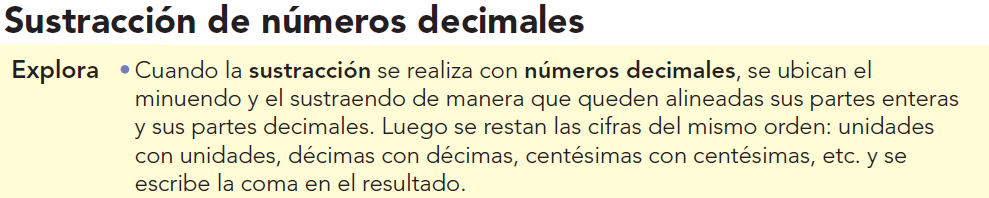 Sustracción de números decimales
Explora • Cuando la sustracción se realiza con números decimales, se ubican el
minuendo y el sustraendo de manera que queden alineadas sus partes enteras
y sus partes decimales. Luego se restan las cifras del mismo orden: unidades
con unidades, décimas con décimas, centésimas con centésimas, etc. y se
escribe la coma en el resultado.